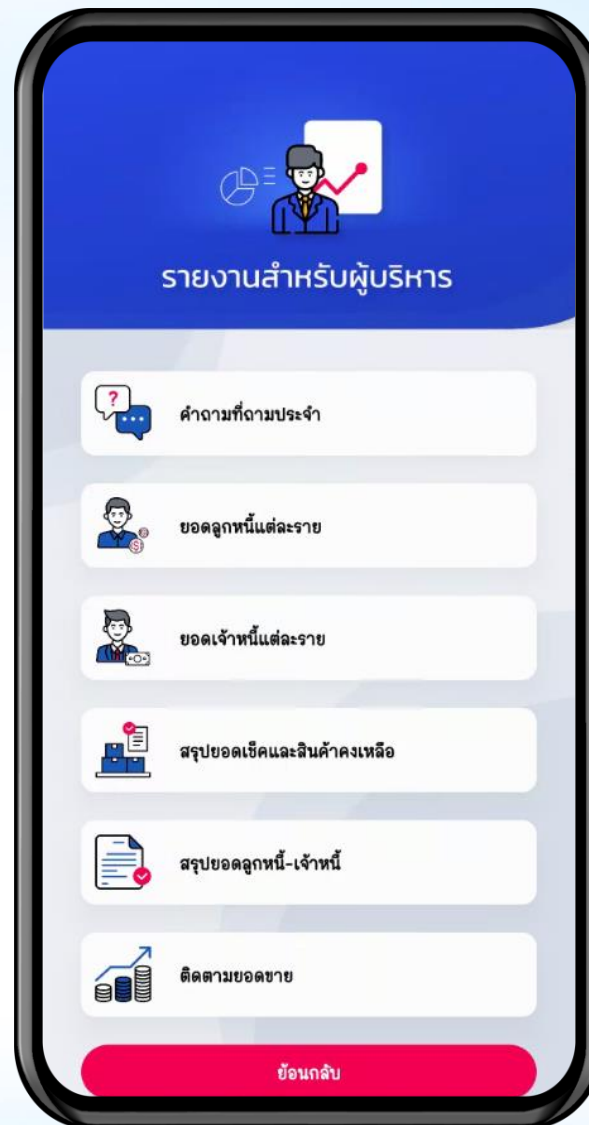 รายงานสำหรับผู้บริหาร
?
คำถามที่ถามประจำ
ยอดลูกหนี้แต่ละราย
ยอดเจ้าหนี้แต่ละราย
สรุปยอดเช็คและสินค้าคงเหลือ
สรุปยอดลูกหนี้-เจ้าหนี้
ติดตามยอดขาย
ย้อนกลับ